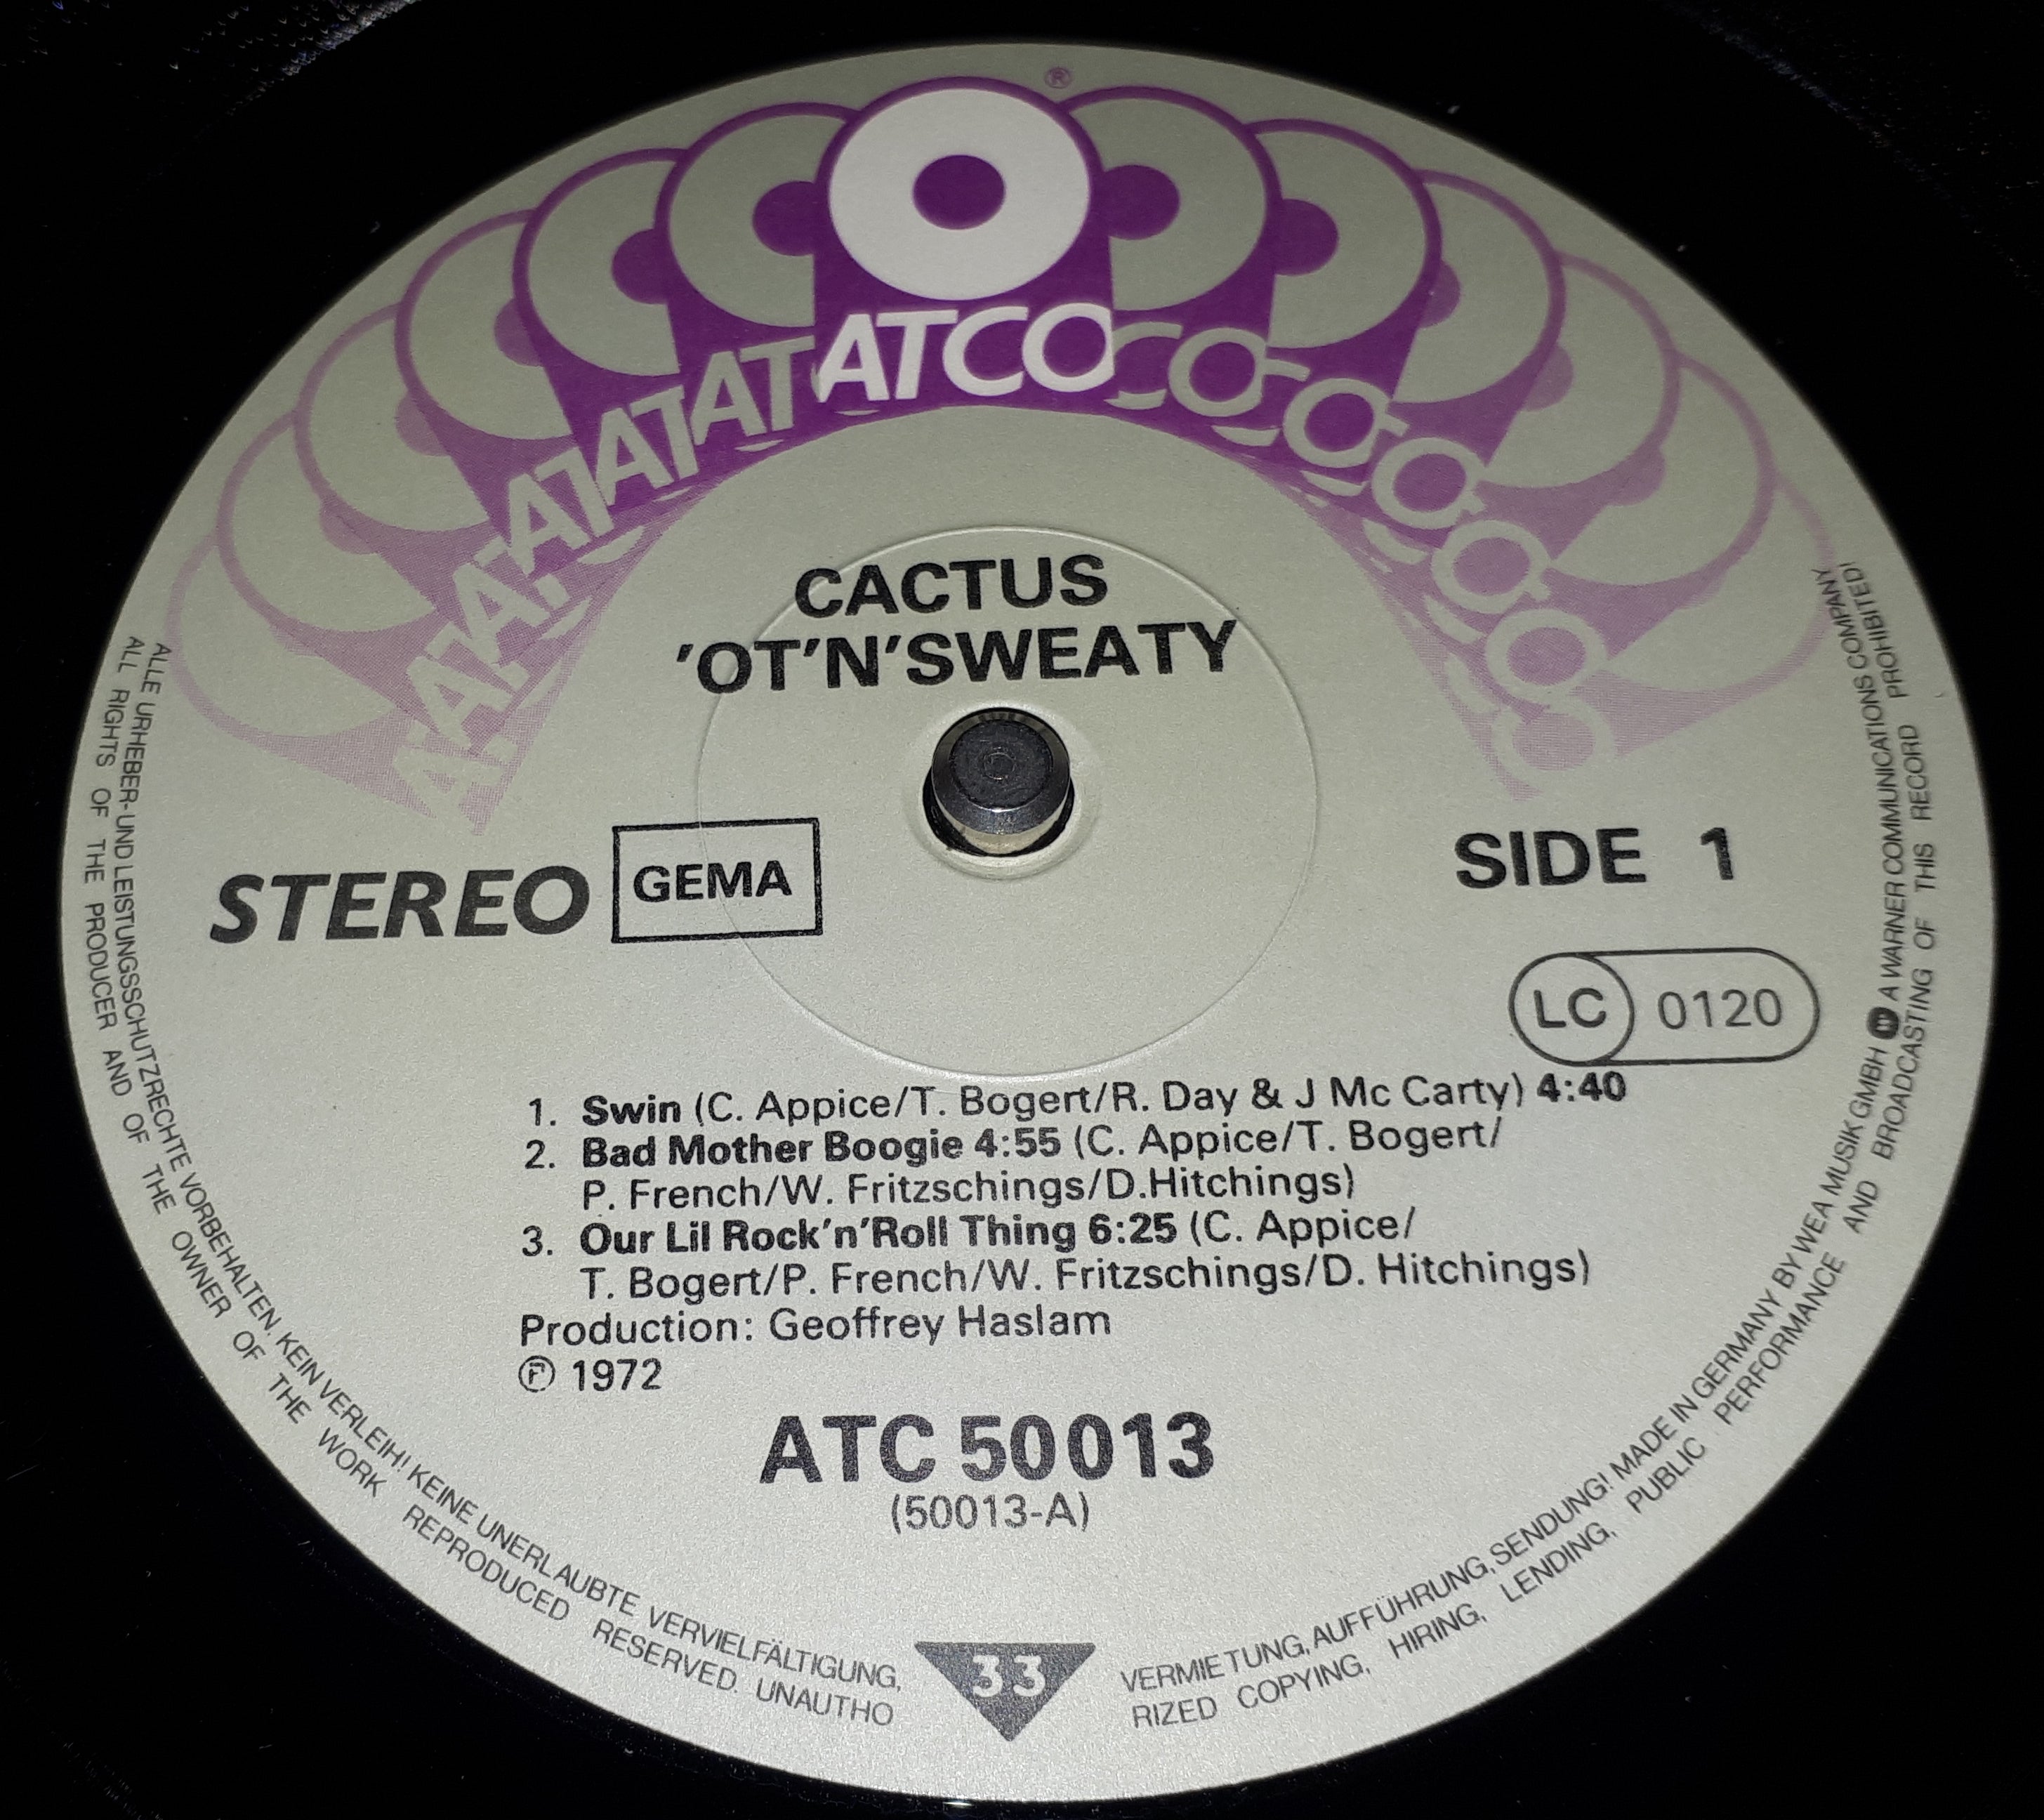 ®
ATCO
CACTUS
'OT'N'SWEATY
STEREO GEMA
SIDE 1
LC 0120
1. Swin (C. Appice/T. Bogert/R. Day & J Mc Carty) 4:40
2. Bad Mother Boogie 4:55 (C. Appice/T. Bogert/
P. French/W. Fritzschings/D.Hitchings)
3. Our Lil Rock'n'Roll Thing 6:25 (C. Appice/
T. Bogert/P. French/W. Fritzschings/D. Hitchings)
Production: Geoffrey Haslam
Ⓟ 1972
ATC 50013
(50013-A)
33
ALLE URHEBER-UND LEISTUNGSSCHUTZRECHTE VORBEHALTEN. KEIN VERLEIH! KEINE UNERLAUBTE VERVIELFÄLTIGUNG, VERMIETUNG, AUFFÜHRUNG, SENDUNG! MADE IN GERMANY BY WEA MUSIK GMBH A WARNER COMMUNICATIONS COMPANY
ALL RIGHTS OF THE PRODUCER AND OF THE OWNER OF THE WORK REPRODUCED RESERVED. UNAUTHO RIZED COPYING, HIRING, LENDING, PUBLIC PERFORMANCE AND BROADCASTING OF THIS RECORD PROHIBITED!